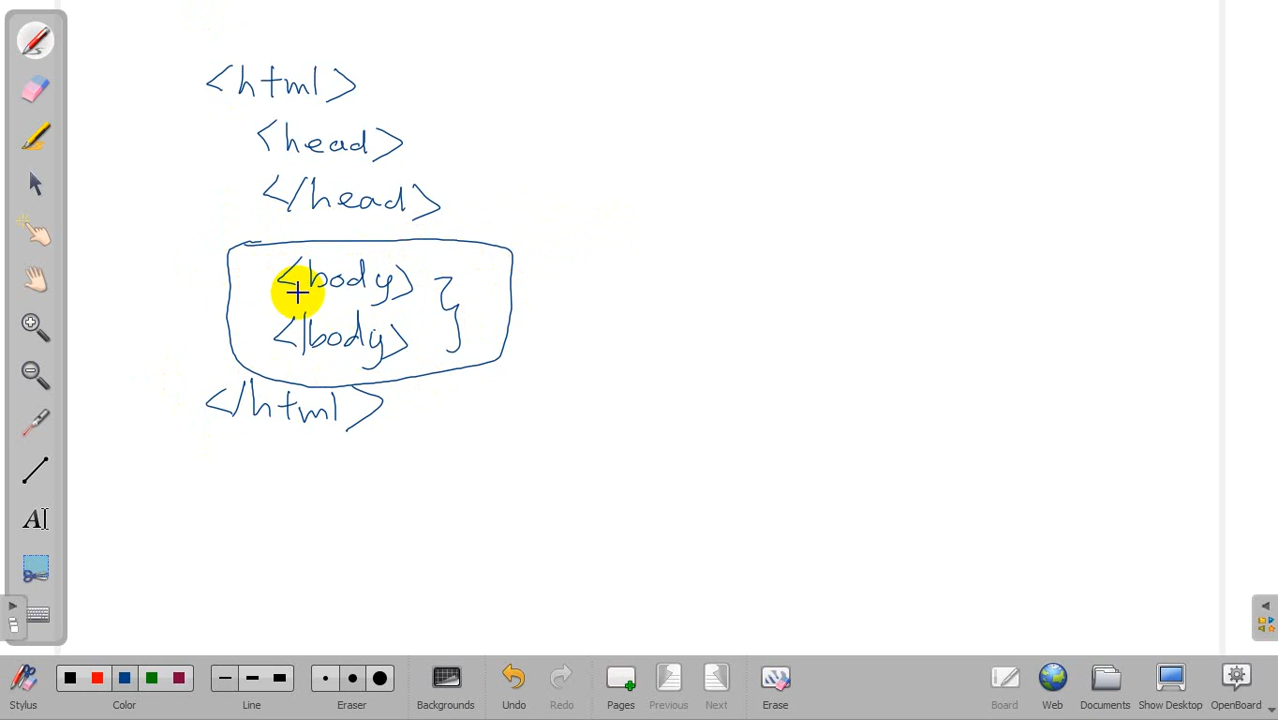 <html>
<head>
</head>
<body>
</body>
</html>
AI
Stylus
Color
Line
Eraser
Backgrounds
Undo
Redo
Pages
Previous
Next
Erase
Board
Web
Documents
Show Desktop
OpenBoard